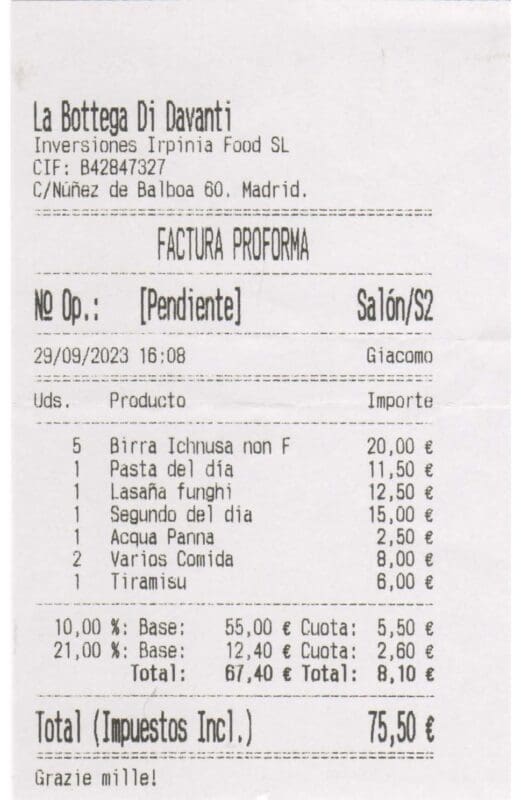 La Bottega Di Davanti
Inversiones Irpinia Food SL
CIF: B42847327
C/Núñez de Balboa 60. Madrid.
FACTURA PROFORMA
Nº Op.: [Pendiente] Salón/S2
29/09/2023 16:08 Giacomo
Uds. Producto Importe
5 Birra Ichnusa non F 20,00 €
1 Pasta del día 11,50 €
1 Lasaña funghi 12,50 €
1 Segundo del dia 15,00 €
1 Acqua Panna 2,50 €
2 Varios Comida 8,00 €
1 Tiramisu 6,00 €
10,00 %: Base: 55,00 € Cuota: 5,50 €
21,00 %: Base: 12,40 € Cuota: 2,60 €
Total: 67,40 € Total: 8,10 €
Total (Impuestos Incl.) 75,50 €
Grazie mille!